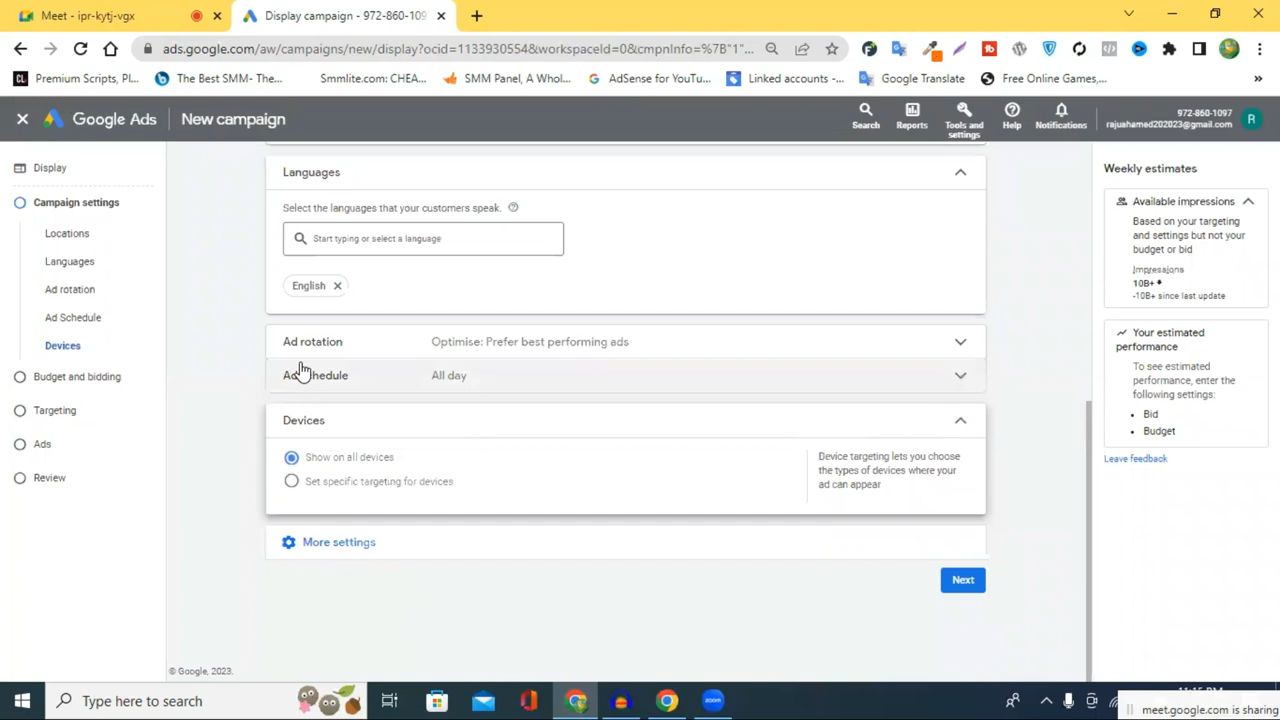 Meet - ipr-kytj-vgx
Display campaign - 972-860-109
ads.google.com/aw/campaigns/new/display?ocid=1133930554&workspaceId=0&cmpnInfo=%7B"1"...
Premium Scripts, Pl...
The Best SMM- The...
Smmlite.com: CHEA...
SMM Panel, A Whol...
AdSense for YouTu...
Linked accounts -...
Google Translate
Free Online Games,...
Google Ads
New campaign
Search
Reports
Tools and settings
Help
Notifications
972-860-1097
rajuahamed202023@gmail.com
R
Display
Campaign settings
Locations
Languages
Ad rotation
Ad Schedule
Devices
Budget and bidding
Targeting
Ads
Review
Languages
Select the languages that your customers speak.
Start typing or select a language
English
Ad rotation
Optimise: Prefer best performing ads
All day
Devices
Show on all devices
Set specific targeting for devices
Device targeting lets you choose
the types of devices where your
ad can appear
More settings
Next
© Google, 2023.
Weekly estimates
Available impressions
Based on your targeting
and settings but not your
budget or bid
Impressions
10B+
-10B+ since last update
Your estimated
performance
To see estimated
performance, enter the
following settings:
• Bid
• Budget
Leave feedback
Type here to search
zoom
meet.google.com is sharing